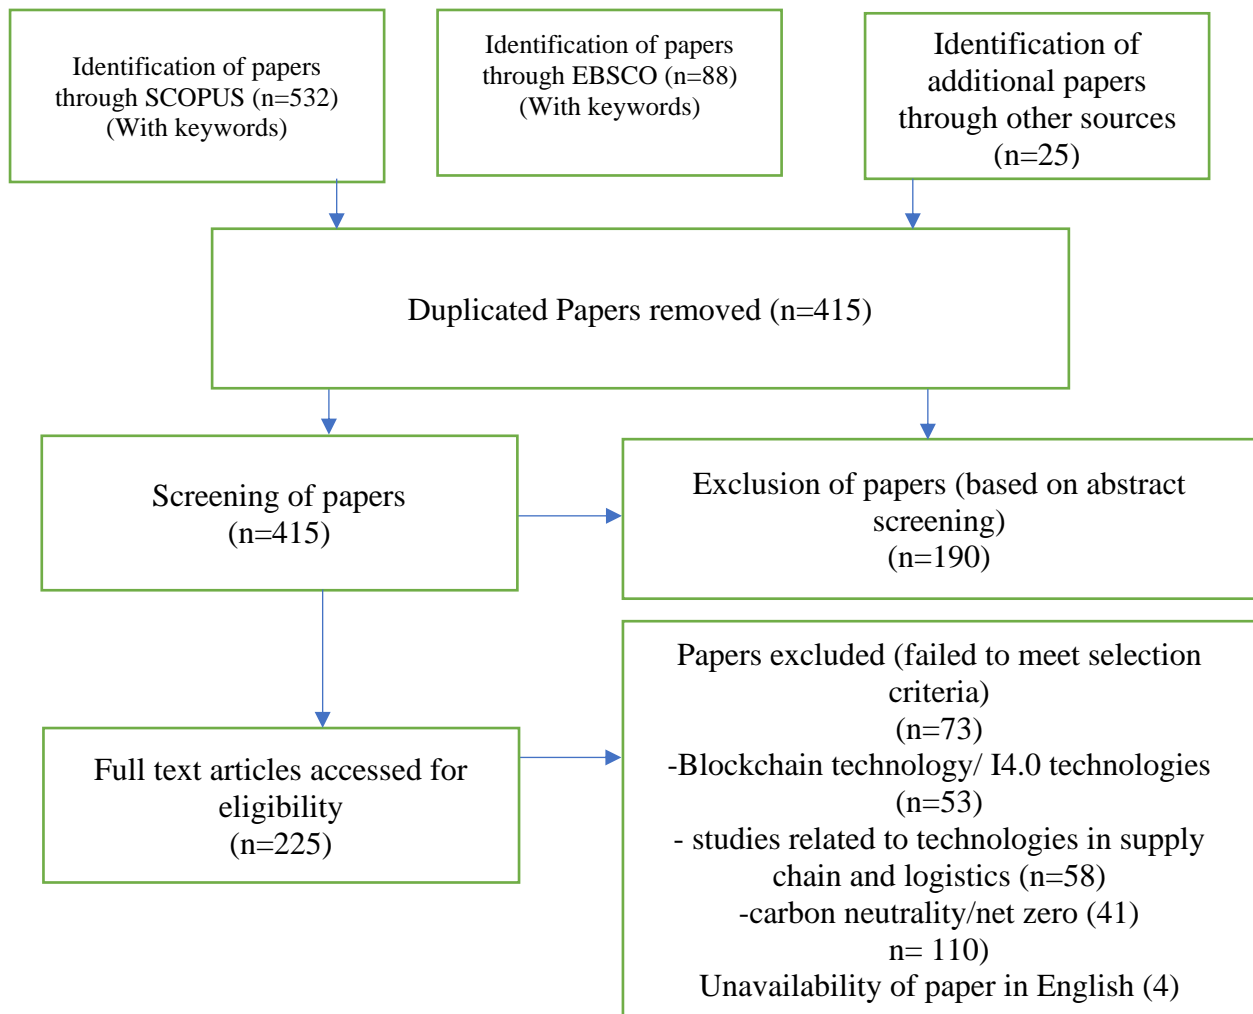 Identification of papers
through SCOPUS (n=532)
(With keywords)
Identification of papers
through EBSCO (n=88)
(With keywords)
Identification of
additional papers
through other sources
(n=25)
Duplicated Papers removed (n=415)
Screening of papers
(n=415)
Exclusion of papers (based on abstract
screening)
(n=190)
Full text articles accessed for
eligibility
(n=225)
Papers excluded (failed to meet selection
criteria)
(n=73)
-Blockchain technology/ I4.0 technologies
(n=53)
- studies related to technologies in supply
chain and logistics (n=58)
-carbon neutrality/net zero (41)
n= 110)
Unavailability of paper in English (4)